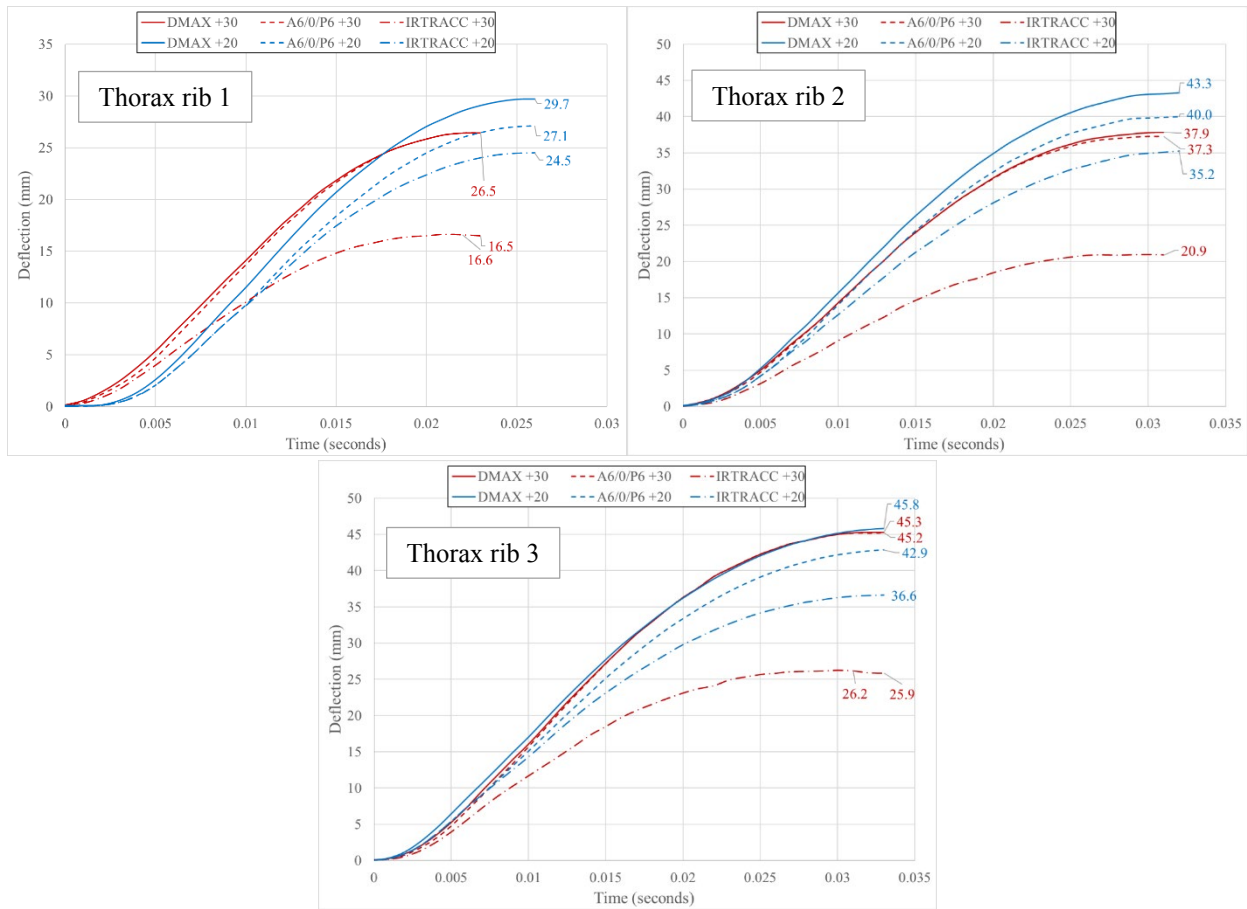 DMAX +30 A6/0/P6 +30 IRTRACC +30
DMAX +20 A6/0/P6 +20 IRTRACC +20
Thorax rib 1
Deflection (mm)
35
30
25
20
15
10
5
0
29.7
27.1
24.5
26.5
16.5
16.6
0 0.005 0.01 0.015 0.02 0.025 0.03
Time (seconds)
DMAX +30 A6/0/P6 +30 IRTRACC +30
DMAX +20 A6/0/P6 +20 IRTRACC +20
Thorax rib 2
Deflection (mm)
50
45
40
35
30
25
20
15
10
5
0
43.3
40.0
37.9
37.3
35.2
20.9
0 0.005 0.01 0.015 0.02 0.025 0.03 0.035
Time (seconds)
DMAX +30 A6/0/P6 +30 IRTRACC +30
DMAX +20 A6/0/P6 +20 IRTRACC +20
Thorax rib 3
Deflection (mm)
50
45
40
35
30
25
20
15
10
5
0
45.8
45.3
45.2
42.9
36.6
26.2 25.9
0 0.005 0.01 0.015 0.02 0.025 0.03 0.035
Time (seconds)